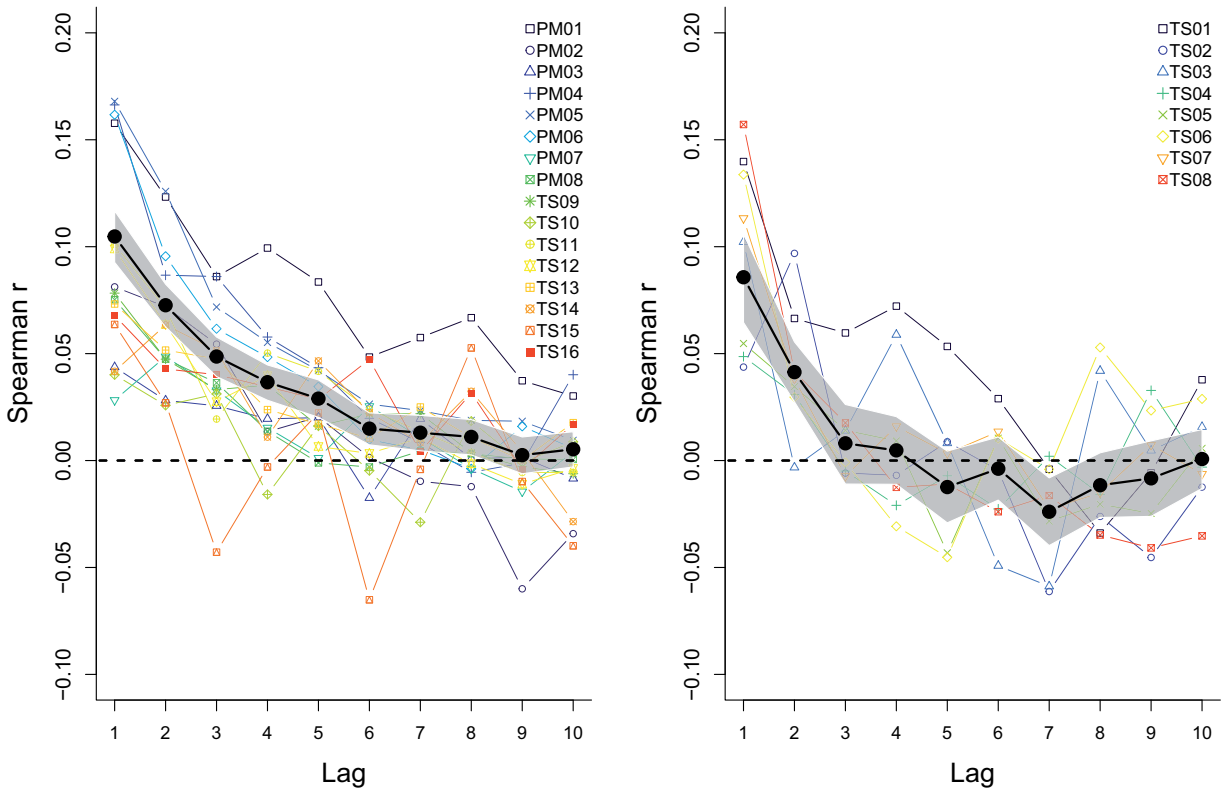 Spearman r
0.20
0.15
0.10
0.05
0.00
−0.05
−0.10
PM01
PM02
PM03
PM04
PM05
PM06
PM07
PM08
TS09
TS10
TS11
TS12
TS13
TS14
TS15
TS16
1 2 3 4 5 6 7 8 9 10
Lag
Spearman r
0.20
0.15
0.10
0.05
0.00
−0.05
−0.10
TS01
TS02
TS03
TS04
TS05
TS06
TS07
TS08
1 2 3 4 5 6 7 8 9 10
Lag